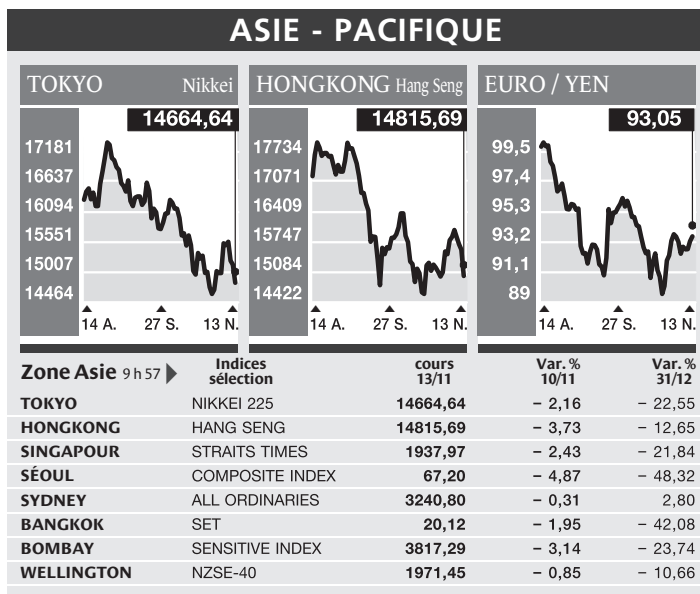 ASIE - PACIFIQUE
TOKYO Nikkei
14664,64
17181
16637
16094
15551
15007
14464
14 A. 27 S. 13 N.
HONGKONG Hang Seng
14815,69
17734
17071
16409
15747
15084
14422
14 A. 27 S. 13 N.
EURO / YEN
93,05
99,5
97,4
95,3
93,2
91,1
89
14 A. 27 S. 13 N.
Zone Asie 9 h 57 Indices sélection cours 13/11 Var. % 10/11 Var. % 31/12
TOKYO NIKKEI 225 14664,64 – 2,16 – 22,55
HONGKONG HANG SENG 14815,69 – 3,73 – 12,65
SINGAPOUR STRAITS TIMES 1937,97 – 2,43 – 21,84
SÉOUL COMPOSITE INDEX 67,20 – 4,87 – 48,32
SYDNEY ALL ORDINARIES 3240,80 – 0,31 2,80
BANGKOK SET 20,12 – 1,95 – 42,08
BOMBAY SENSITIVE INDEX 3817,29 – 3,14 – 23,74
WELLINGTON NZSE-40 1971,45 – 0,85 – 10,66